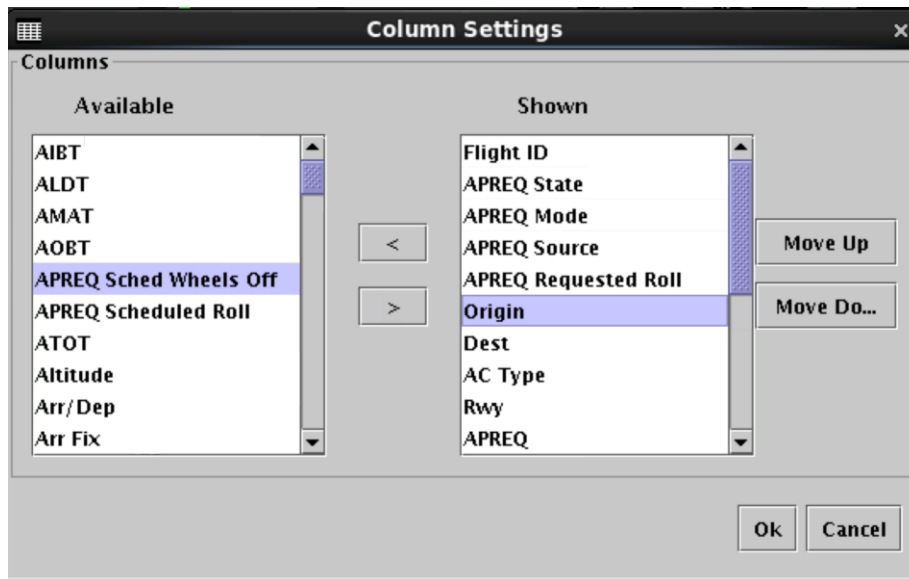 Column Settings
Columns
Available
Shown
AIBT
ALDT
AMAT
AOBT
APREQ Sched Wheels Off
APREQ Scheduled Roll
ATOT
Altitude
Arr/Dep
Arr Fix
<
>
Flight ID
APREQ State
APREQ Mode
APREQ Source
APREQ Requested Roll
Origin
Dest
AC Type
Rwy
APREQ
Move Up
Move Do...
Ok
Cancel